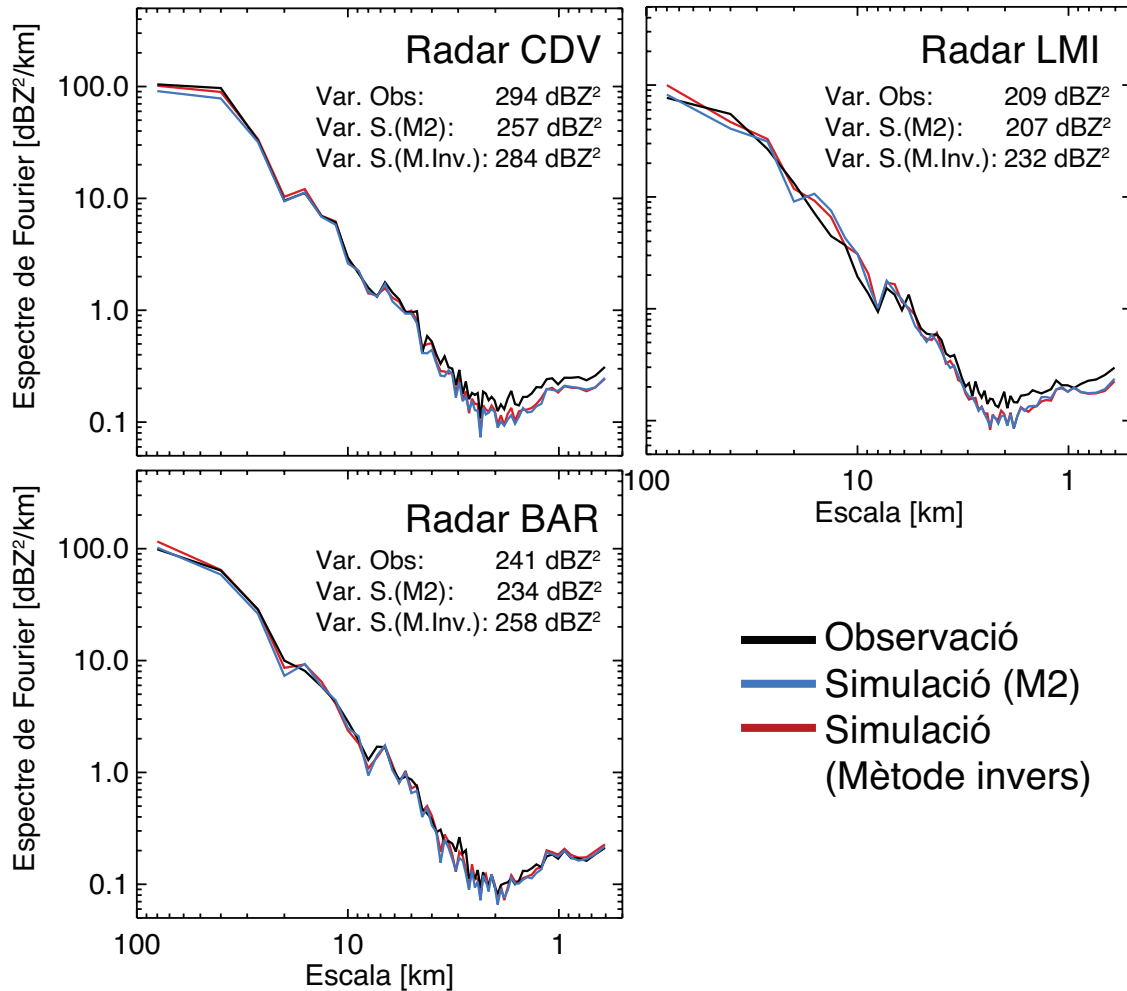 Radar CDV
Var. Obs: 294 dBZ²
Var. S.(M2): 257 dBZ²
Var. S.(M.Inv.): 284 dBZ²
Espectre de Fourier [dBZ²/km]
100.0
10.0
1.0
0.1
Radar LMI
Var. Obs: 209 dBZ²
Var. S.(M2): 207 dBZ²
Var. S.(M.Inv.): 232 dBZ²
100 10 1
Escala [km]
Radar BAR
Var. Obs: 241 dBZ²
Var. S.(M2): 234 dBZ²
Var. S.(M.Inv.): 258 dBZ²
Espectre de Fourier [dBZ²/km]
100.0
10.0
1.0
0.1
100 10 1
Escala [km]
Observació
Simulació (M2)
Simulació
(Mètode invers)